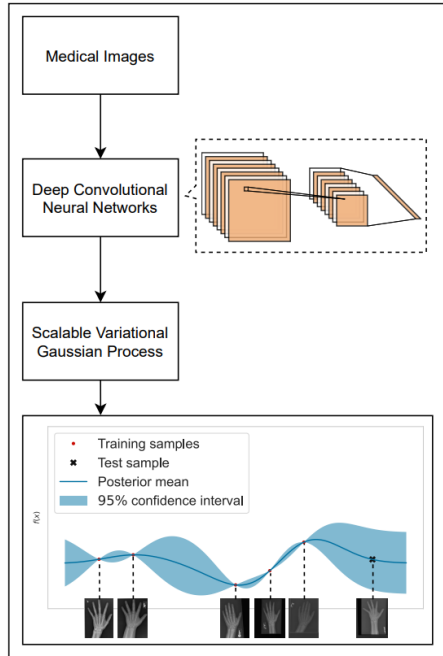 Medical Images
Deep Convolutional
Neural Networks
Scalable Variational
Gaussian Process
Training samples
Test sample
Posterior mean
95% confidence interval
f(x)